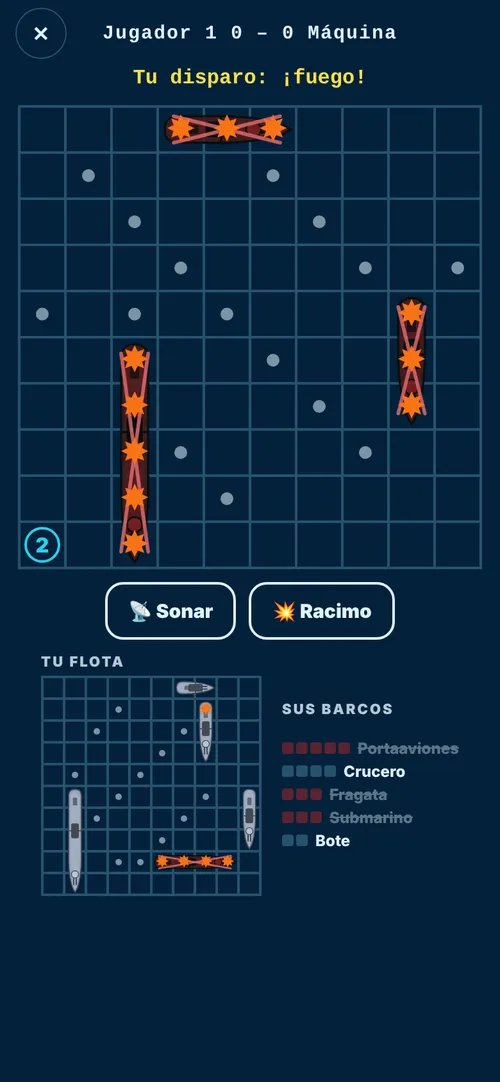 ×
Jugador 1 0 – 0 Máquina
Tu disparo: ¡fuego!
2
📡 Sonar
💥 Racimo
TU FLOTA
SUS BARCOS
Portaaviones
Crucero
Fragata
Submarino
Bote